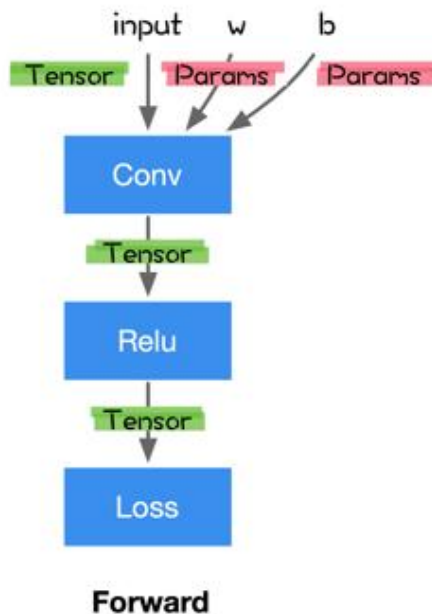 input w b
Tensor Params Params
Conv
Tensor
Relu
Tensor
Loss
Forward